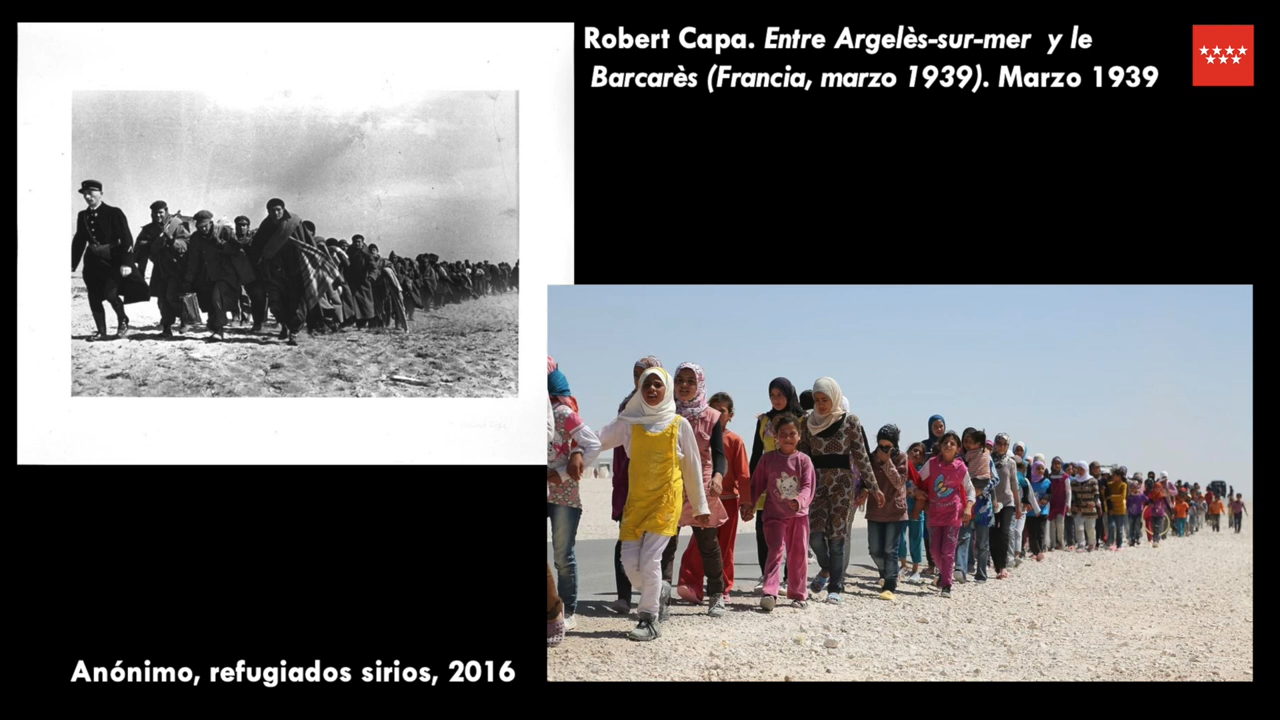 Robert Capa. Entre Argelès-sur-mer y le
Barcarès (Francia, marzo 1939). Marzo 1939
Anónimo, refugiados sirios, 2016